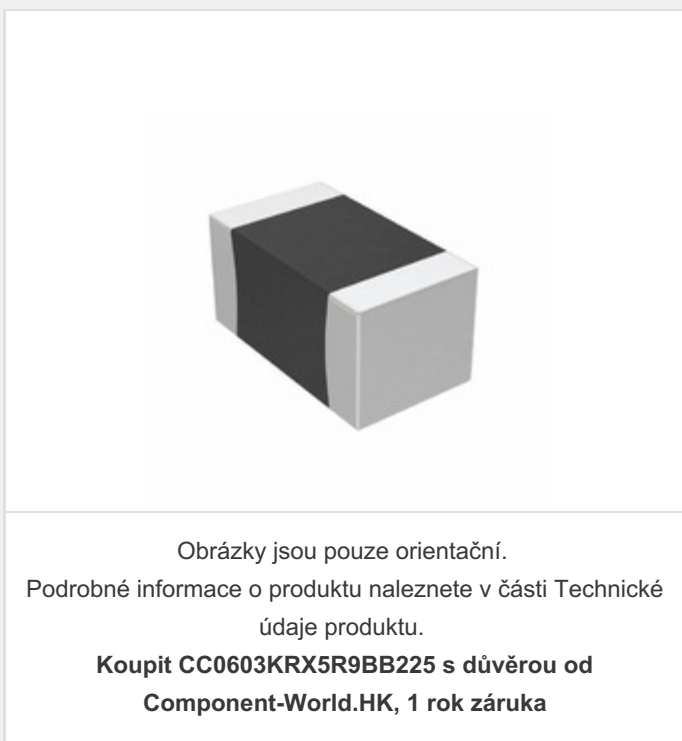 Obrázky jsou pouze orientační.
Podrobné informace o produktu naleznete v části Technické
údaje produktu.
Koupit CC0603KRX5R9BB225 s důvěrou od
Component-World.HK, 1 rok záruka